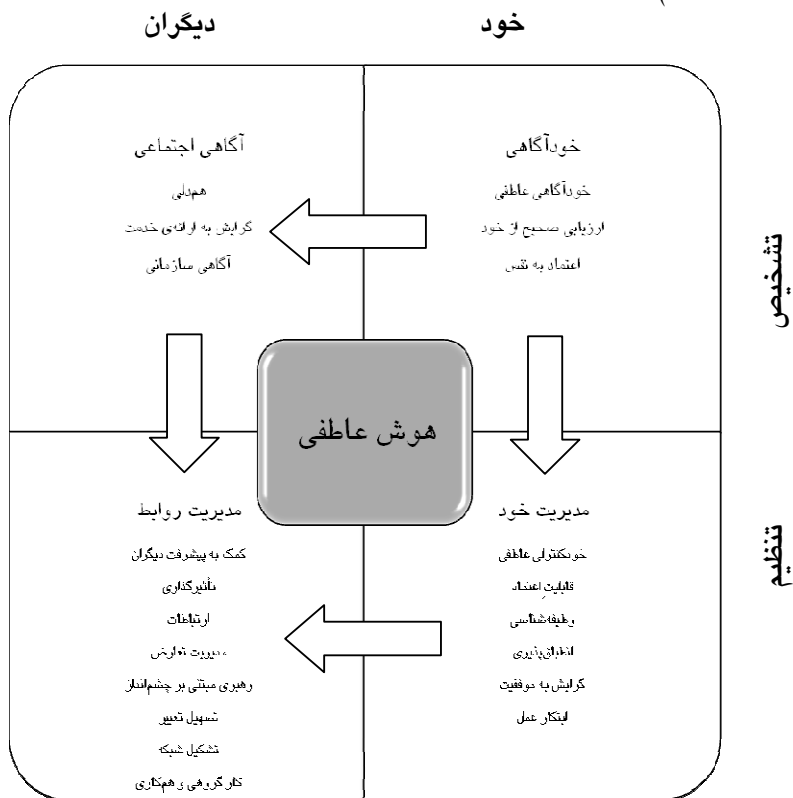 خود
دیگران
تشخیص
خودآگاهی
خودآگاهی عاطفی
ارزیابی صحیح از خود
اعتماد به نفس
آگاهی اجتماعی
همدلی
گرایش به ارائه‌ی خدمت
آگاهی سازمانی
هوش عاطفی
تنظیم
مدیریت خود
خودکنترلی عاطفی
قابلیت اعتماد
وظیفه‌شناسی
انطباق‌پذیری
گرایش به موفقیت
ابتکار عمل
مدیریت روابط
کمک به پیشرفت دیگران
تأثیرگذاری
ارتباطات
مدیریت تعارض
رهبری مبتنی بر چشم‌انداز
تسهیل تغییر
تشکیل شبکه
کار گروهی و هم‌کاری